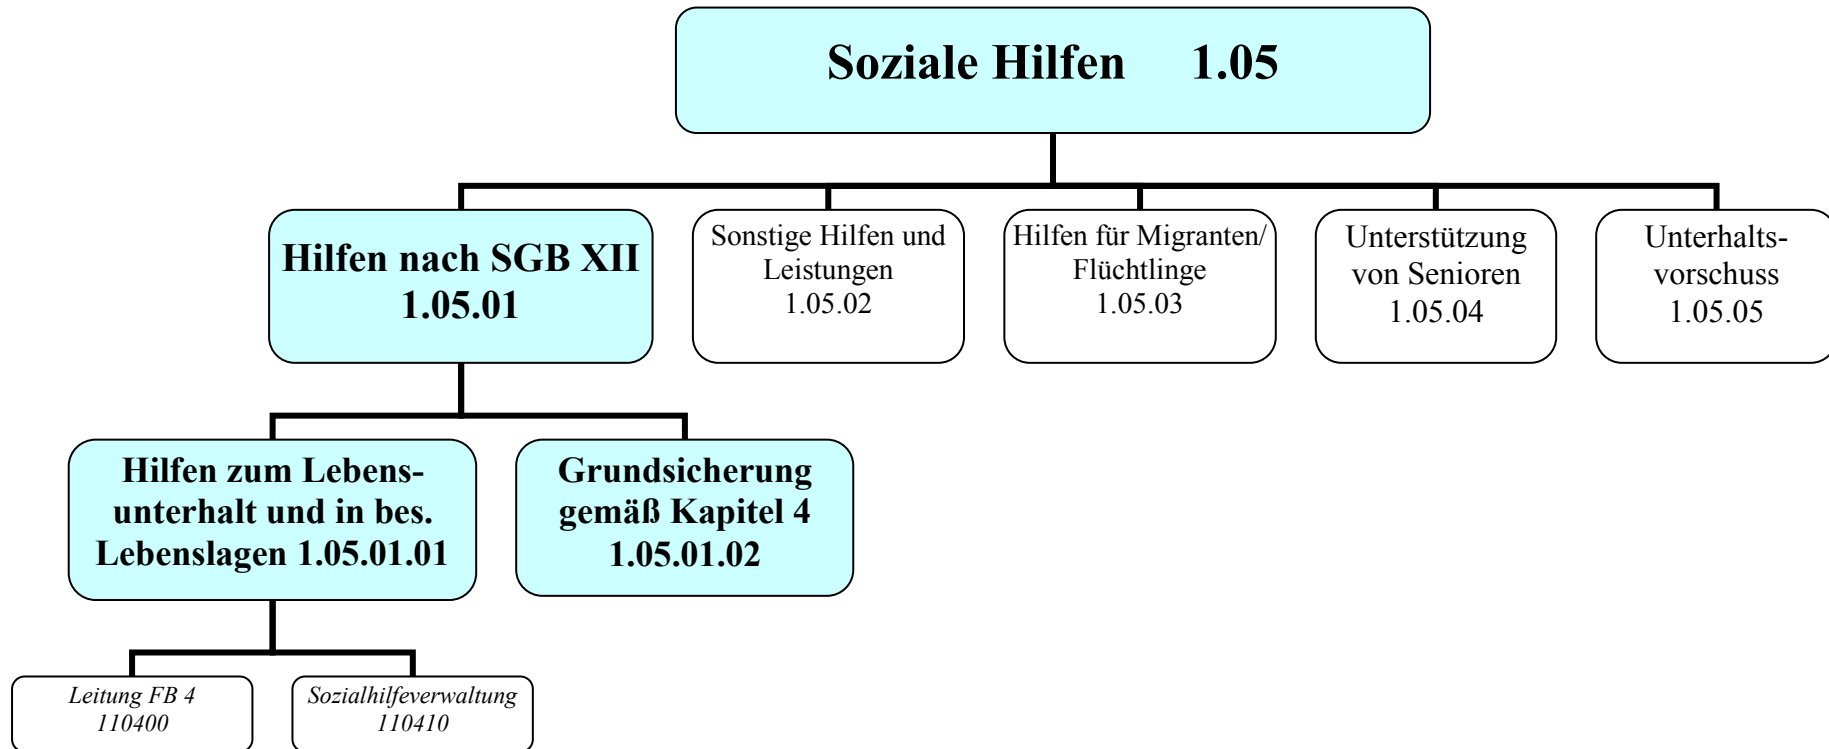 Soziale Hilfen 1.05
Hilfen nach SGB XII
1.05.01
Sonstige Hilfen und
Leistungen
1.05.02
Hilfen für Migranten/
Flüchtlinge
1.05.03
Unterstützung
von Senioren
1.05.04
Unterhalts-
vorschuss
1.05.05
Hilfen zum Lebens-
unterhalt und in bes.
Lebenslagen 1.05.01.01
Grundsicherung
gemäß Kapitel 4
1.05.01.02
Leitung FB 4
110400
Sozialhilfeverwaltung
110410